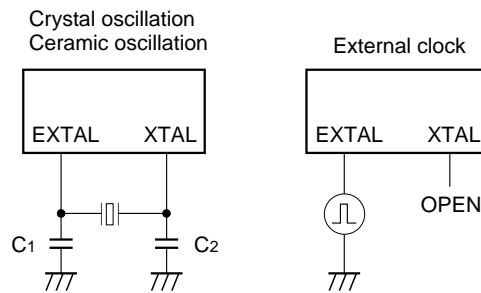 Crystal oscillation
Ceramic oscillation
EXTAL XTAL
C1 C2
External clock
EXTAL XTAL
OPEN